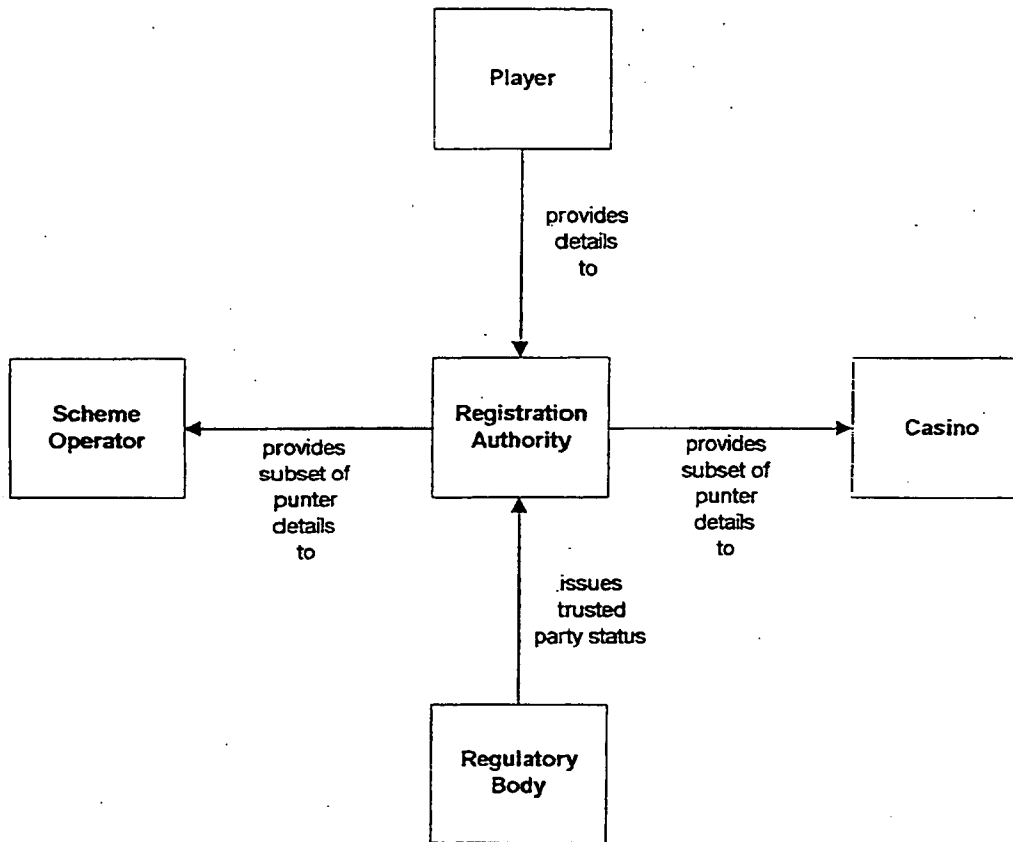 Player
provides
details
to
Scheme
Operator
Registration
Authority
Casino
provides
subset of
punter
details
to
provides
subset of
punter
details
to
issues
trusted
party status
Regulatory
Body